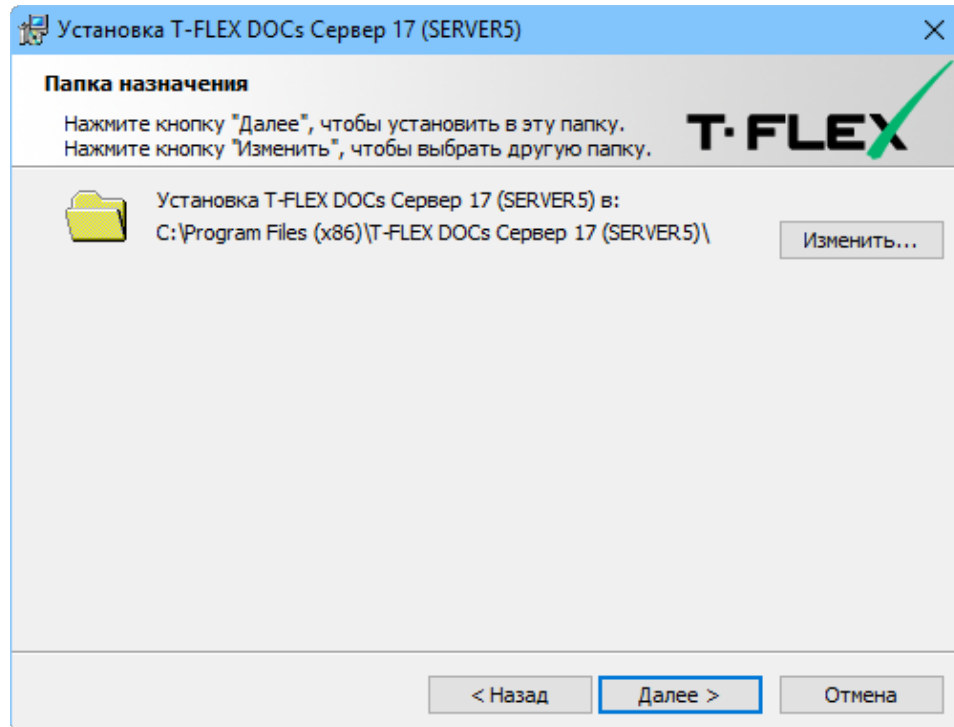 Установка T-FLEX DOCs Сервер 17 (SERVER5)
Папка назначения
Нажмите кнопку "Далее", чтобы установить в эту папку.
Нажмите кнопку "Изменить", чтобы выбрать другую папку.
T-FLEX
Установка T-FLEX DOCs Сервер 17 (SERVER5) в:
C:\Program Files (x86)\T-FLEX DOCs Сервер 17 (SERVER5)\
Изменить...
< Назад
Далее >
Отмена